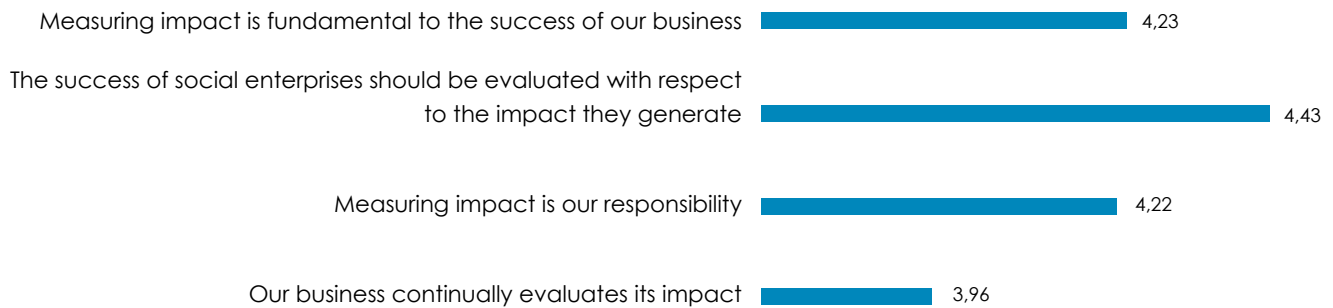 Measuring impact is fundamental to the success of our business 4,23
The success of social enterprises should be evaluated with respect
to the impact they generate 4,43
Measuring impact is our responsibility 4,22
Our business continually evaluates its impact 3,96